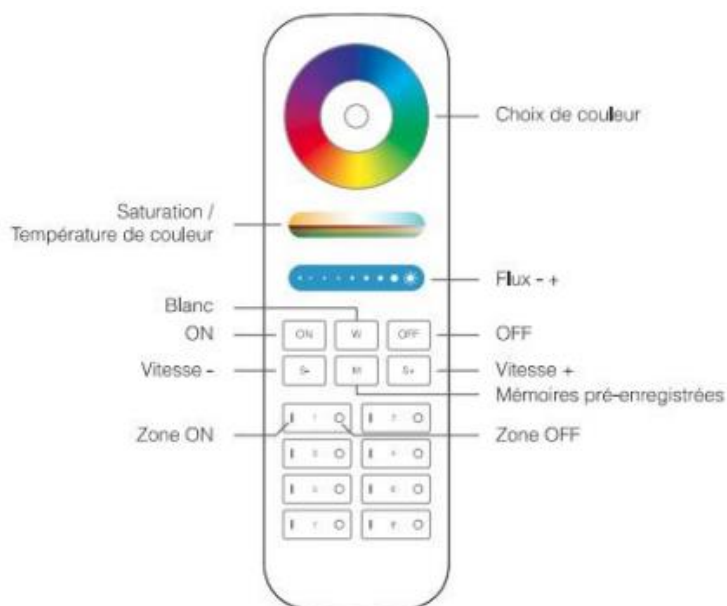 Choix de couleur
Saturation /
Température de couleur
Flux - +
Blanc
ON
ON
W
OFF
OFF
Vitesse -
S-
M
S+
Vitesse +
Mémoires pré-enregistrées
Zone ON
1
Zone OFF